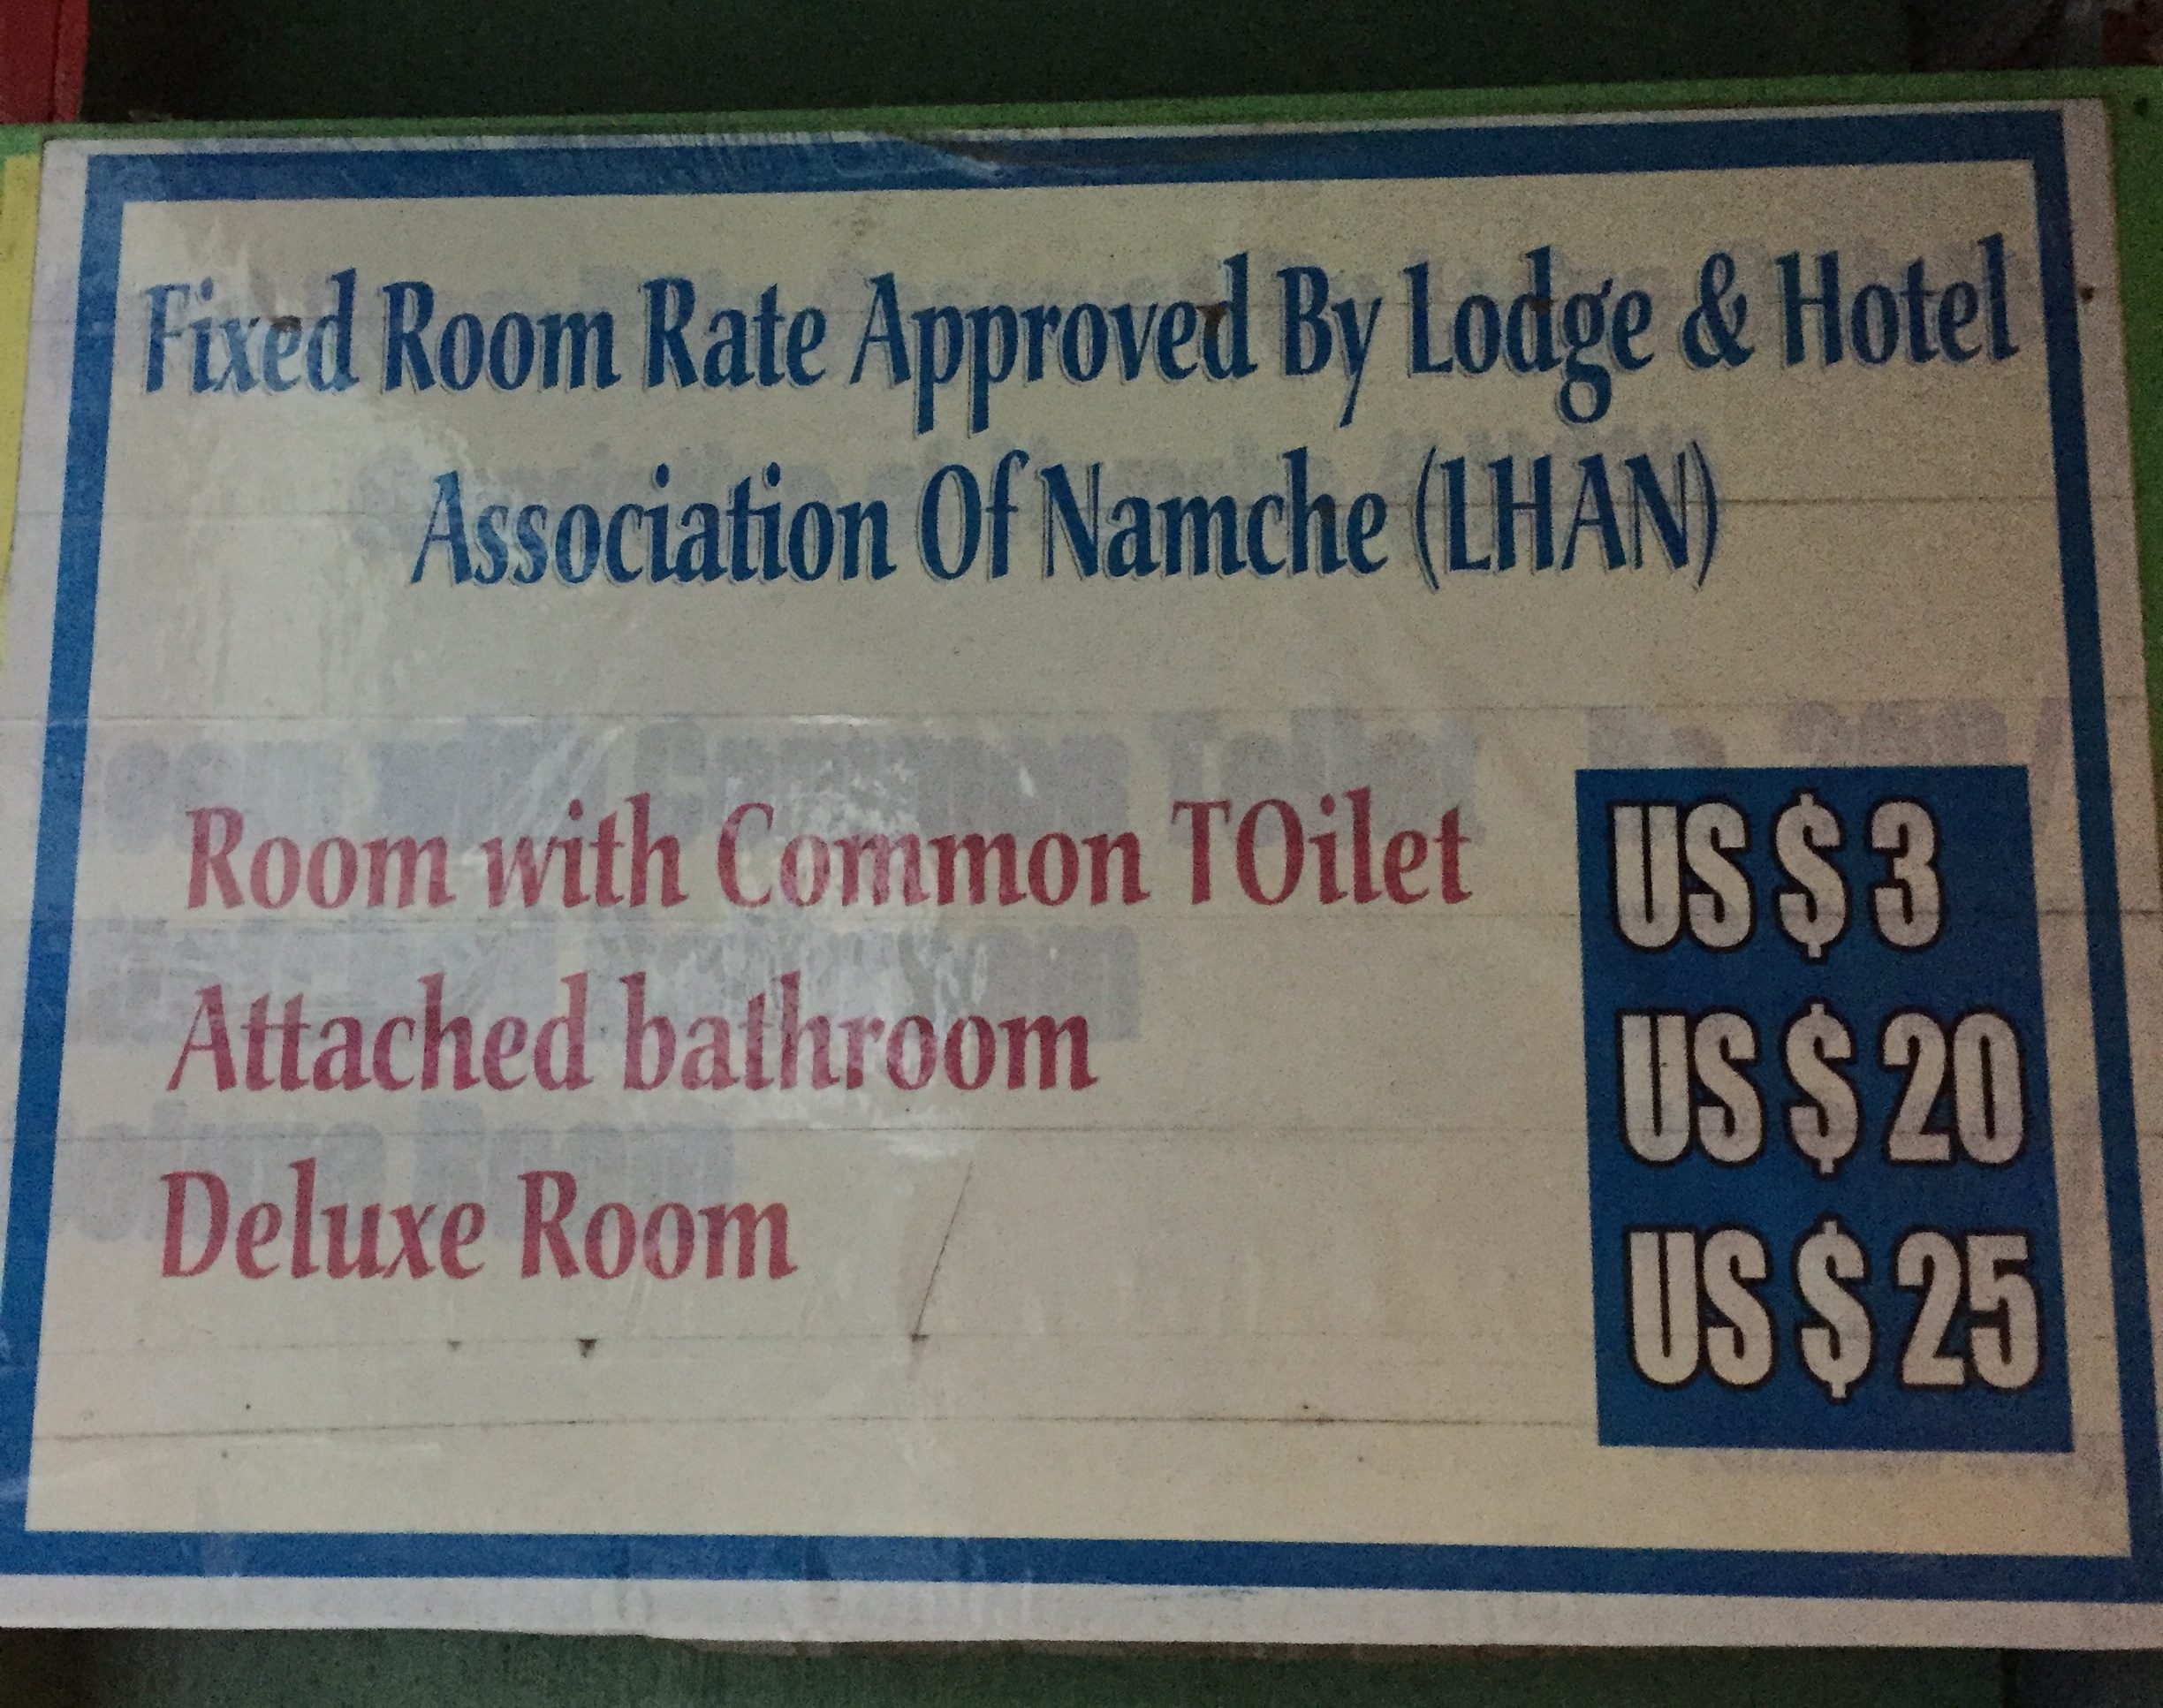 Fixed Room Rate Approved By Lodge & Hotel
Association Of Namche (LHAN)
Room with Common TOilet US $ 3
Attached bathroom US $ 20
Deluxe Room US $ 25